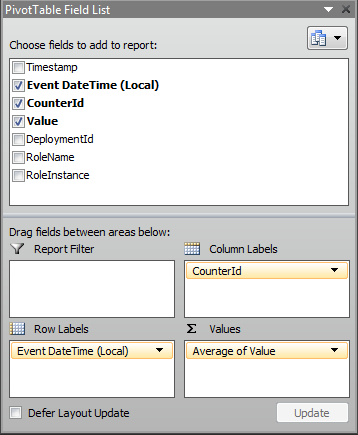 PivotTable Field List
Choose fields to add to report:
Timestamp
Event DateTime (Local)
CounterId
Value
DeploymentId
RoleName
RoleInstance
Drag fields between areas below:
Report Filter
Column Labels
CounterId
Row Labels
Σ Values
Event DateTime (Local)
Average of Value
Defer Layout Update
Update